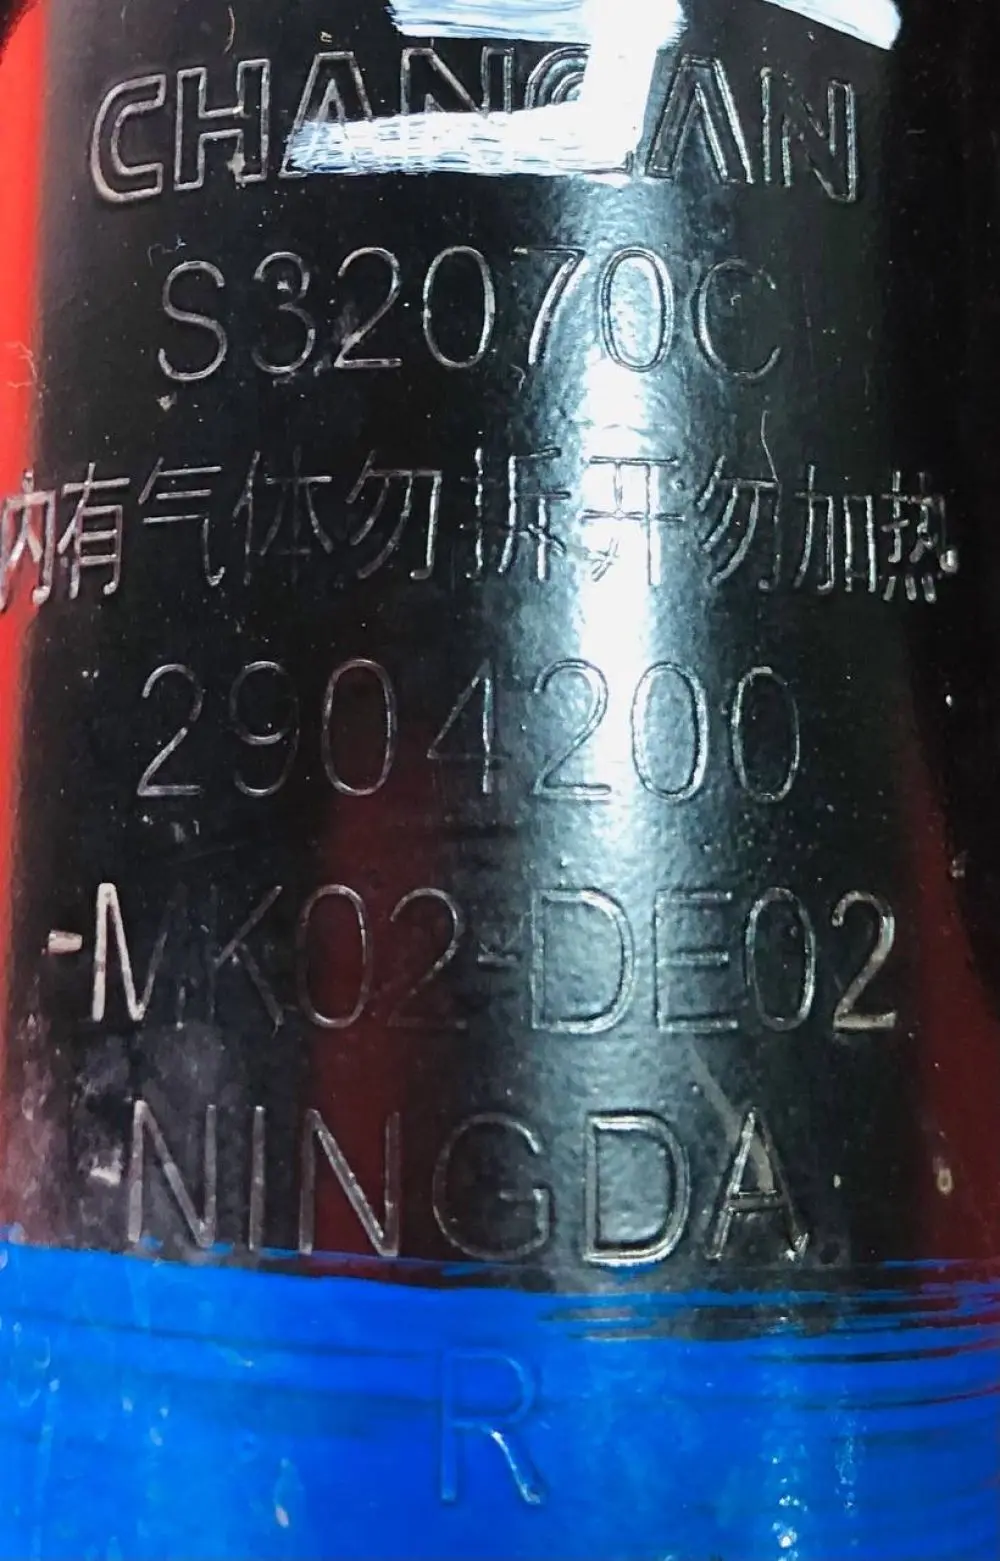 CHANGAN
S32070C
内有气体勿拆开勿加热
2904200
-MK02-DE02
NINGDA
R